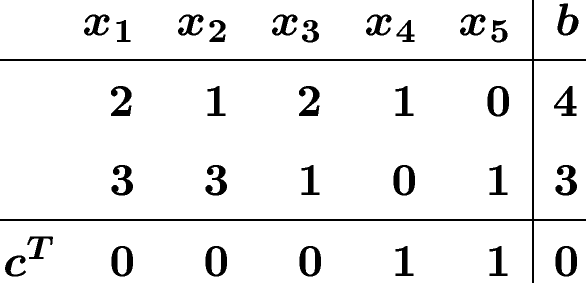 x₁ x₂ x₃ x₄ x₅ b
2 1 2 1 0 4
3 3 1 0 1 3
cᵀ 0 0 0 1 1 0